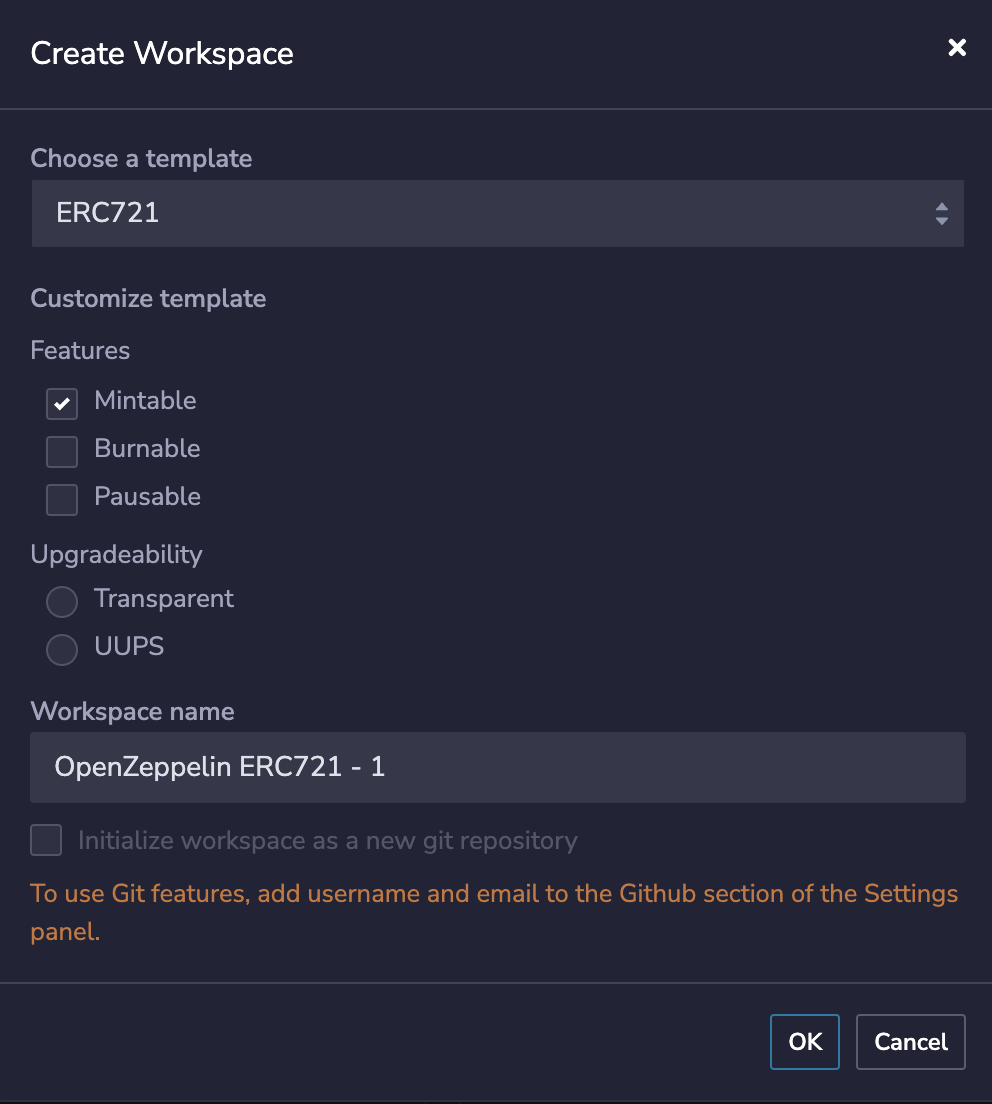 Create Workspace
Choose a template
ERC721
Customize template
Features
Mintable
Burnable
Pausable
Upgradeability
Transparent
UUPS
Workspace name
OpenZeppelin ERC721 - 1
Initialize workspace as a new git repository
To use Git features, add username and email to the Github section of the Settings
panel.
OK
Cancel